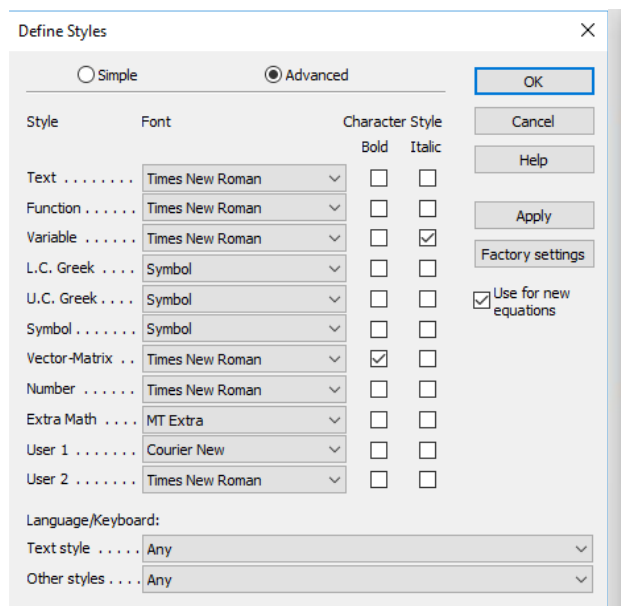 Define Styles
Simple Advanced OK
Style Font Character Style Cancel
Bold Italic Help
Text . . . . . . . . Times New Roman
Function . . . . . . Times New Roman Apply
Variable . . . . . . Times New Roman
L.C. Greek . . . . Symbol Factory settings
U.C. Greek . . . . Symbol Use for new
equations
Symbol . . . . . . . Symbol
Vector-Matrix . . Times New Roman
Number . . . . . . Times New Roman
Extra Math . . . . MT Extra
User 1 . . . . . . . Courier New
User 2 . . . . . . . Times New Roman
Language/Keyboard:
Text style . . . . . Any
Other styles . . . . Any